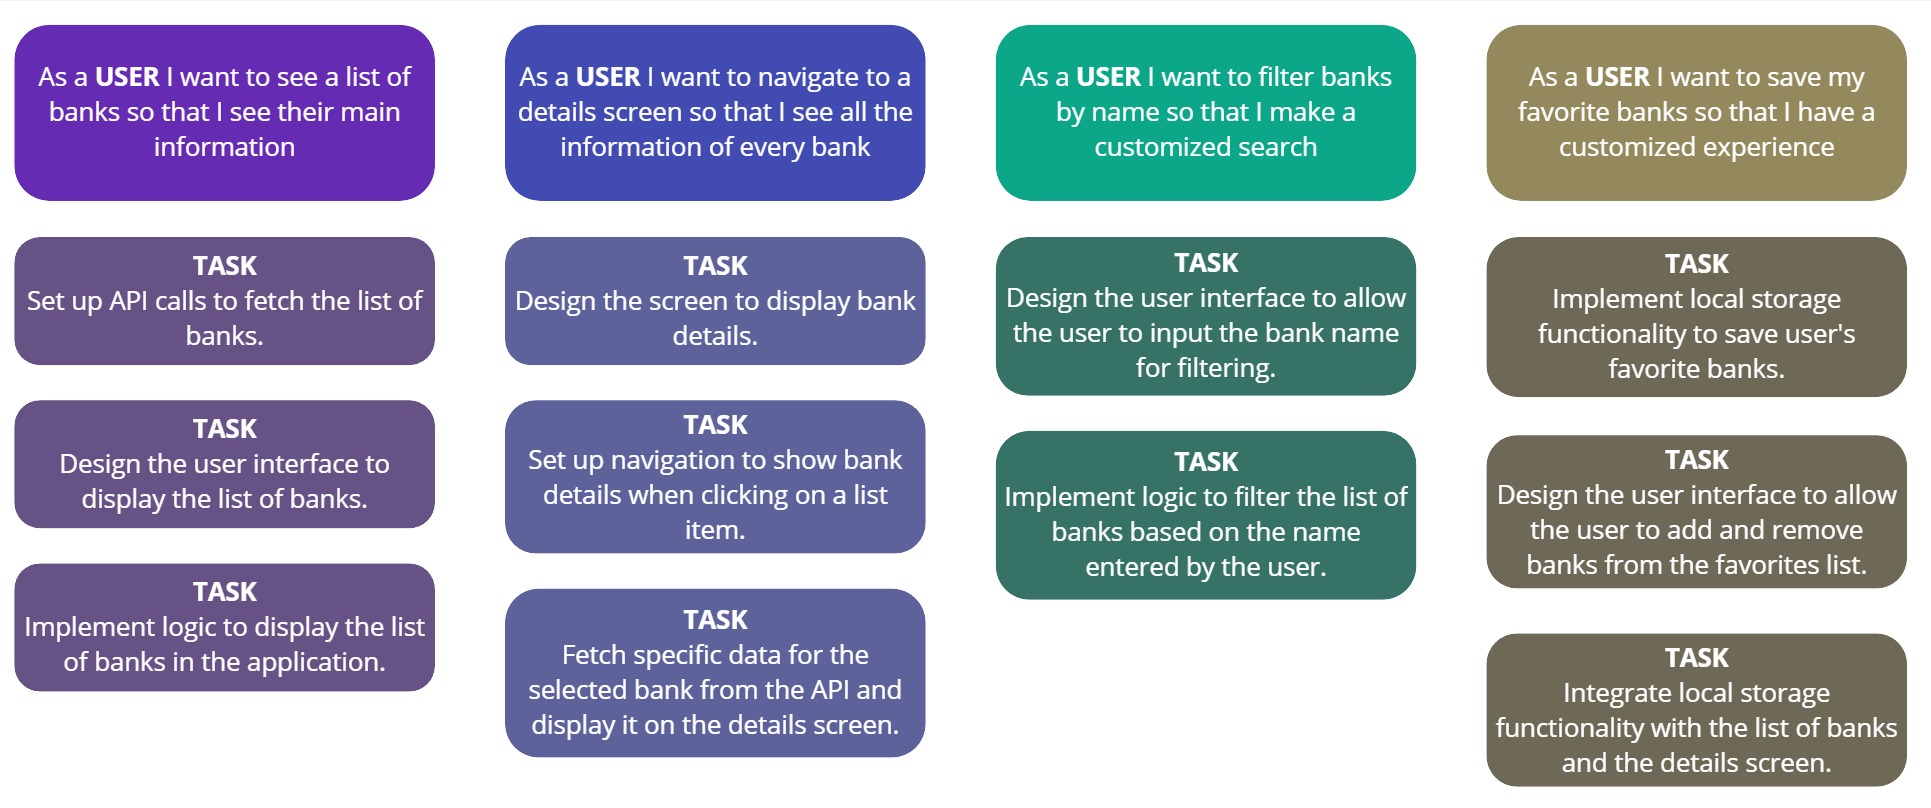 As a USER I want to see a list of
banks so that I see their main
information
TASK
Set up API calls to fetch the list of
banks.
TASK
Design the user interface to
display the list of banks.
TASK
Implement logic to display the list
of banks in the application.
As a USER I want to navigate to a
details screen so that I see all the
information of every bank
TASK
Design the screen to display bank
details.
TASK
Set up navigation to show bank
details when clicking on a list
item.
TASK
Fetch specific data for the
selected bank from the API and
display it on the details screen.
As a USER I want to filter banks
by name so that I make a
customized search
TASK
Design the user interface to allow
the user to input the bank name
for filtering.
TASK
Implement logic to filter the list of
banks based on the name
entered by the user.
As a USER I want to save my
favorite banks so that I have a
customized experience
TASK
Implement local storage
functionality to save user's
favorite banks.
TASK
Design the user interface to allow
the user to add and remove
banks from the favorites list.
TASK
Integrate local storage
functionality with the list of banks
and the details screen.